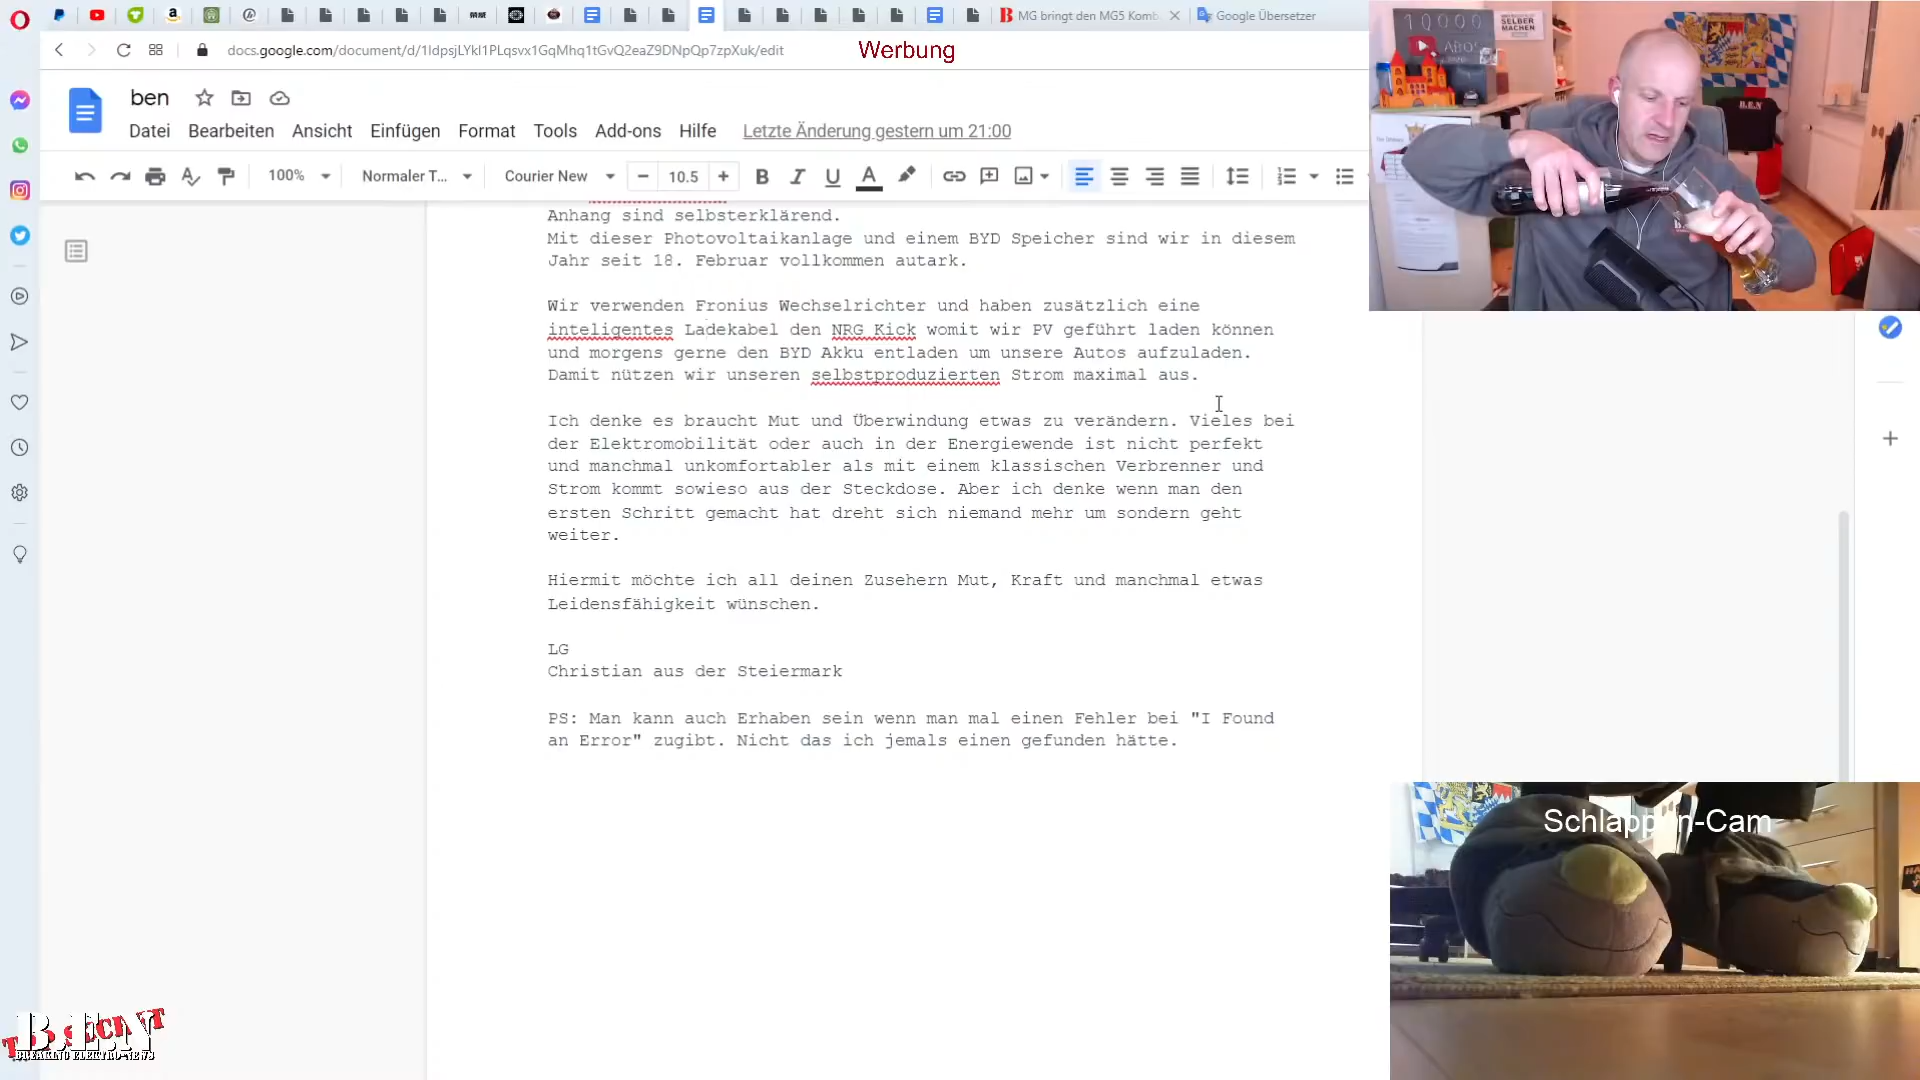 MG bringt den MG5 Komb
Google Übersetzer
docs.google.com/document/d/1IdpsjLYkI1PLqsvx1GqMhq1tGvQ2eaZ9DNpQp7zpXuk/edit
Werbung
ben
Datei Bearbeiten Ansicht Einfügen Format Tools Add-ons Hilfe Letzte Änderung gestern um 21:00
100% Normaler T... Courier New 10.5
Anhang sind selbsterklärend.
Mit dieser Photovoltaikanlage und einem BYD Speicher sind wir in diesem
Jahr seit 18. Februar vollkommen autark.
Wir verwenden Fronius Wechselrichter und haben zusätzlich eine
inteligentes Ladekabel den NRG Kick womit wir PV geführt laden können
und morgens gerne den BYD Akku entladen um unsere Autos aufzuladen.
Damit nützen wir unseren selbstproduzierten Strom maximal aus.
Ich denke es braucht Mut und Überwindung etwas zu verändern. Vieles bei
der Elektromobilität oder auch in der Energiewende ist nicht perfekt
und manchmal unkomfortabler als mit einem klassischen Verbrenner und
Strom kommt sowieso aus der Steckdose. Aber ich denke wenn man den
ersten Schritt gemacht hat dreht sich niemand mehr um sondern geht
weiter.
Hiermit möchte ich all deinen Zusehern Mut, Kraft und manchmal etwas
Leidensfähigkeit wünschen.
LG
Christian aus der Steiermark
PS: Man kann auch Erhaben sein wenn man mal einen Fehler bei "I Found
an Error" zugibt. Nicht das ich jemals einen gefunden hätte.
10000
ABOS
SELBER
MACHEN
B.E.N
Schlappen-Cam
B.E.N
BREAKING ELEKTRO-NEWS